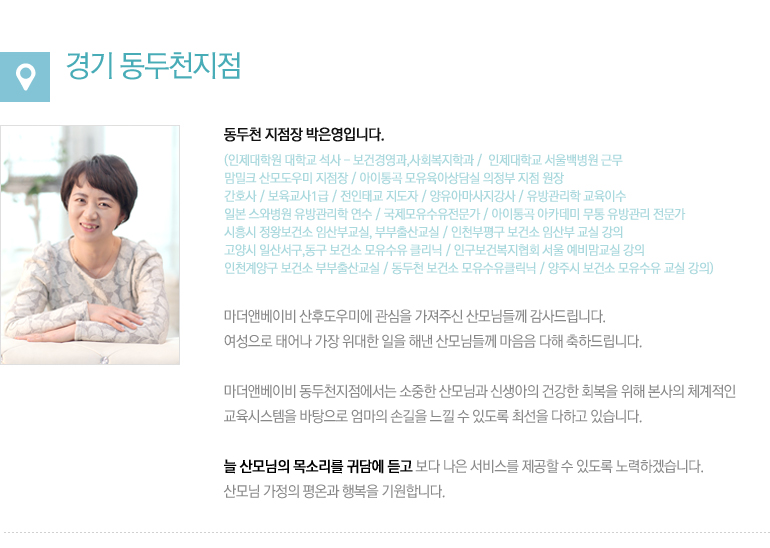 경기 동두천지점
동두천 지점장 박은영입니다.
(인제대학원 대학교 석사 - 보건경영과,사회복지학과 / 인제대학교 서울백병원 근무
맘밀크 산모도우미 지점장 / 아이통곡 모유육아상담실 의정부 지점 원장
간호사 / 보육교사1급 / 전인태교 지도자 / 양유아마사지강사 / 유방관리학 교육이수
일본 스와병원 유방관리학 연수 / 국제모유수유전문가 / 아이통곡 아카데미 무통 유방관리 전문가
시흥시 정왕보건소 임산부교실, 부부출산교실 / 인천부평구 보건소 임산부 교실 강의
고양시 일산서구,동구 보건소 모유수유 클리닉 / 인구보건복지협회 서울 예비맘교실 강의
인천계양구 보건소 부부출산교실 / 동두천 보건소 모유수유클릭닉 / 양주시 보건소 모유수유 교실 강의)
마더앤베이비 산후도우미에 관심을 가져주신 산모님들께 감사드립니다.
여성으로 태어나 가장 위대한 일을 해낸 산모님들께 마음음 다해 축하드립니다.
마더앤베이비 동두천지점에서는 소중한 산모님과 신생아의 건강한 회복을 위해 본사의 체계적인
교육시스템을 바탕으로 엄마의 손길을 느낄 수 있도록 최선을 다하고 있습니다.
늘 산모님의 목소리를 귀담에 듣고 보다 나은 서비스를 제공할 수 있도록 노력하겠습니다.
산모님 가정의 평온과 행복을 기원합니다.